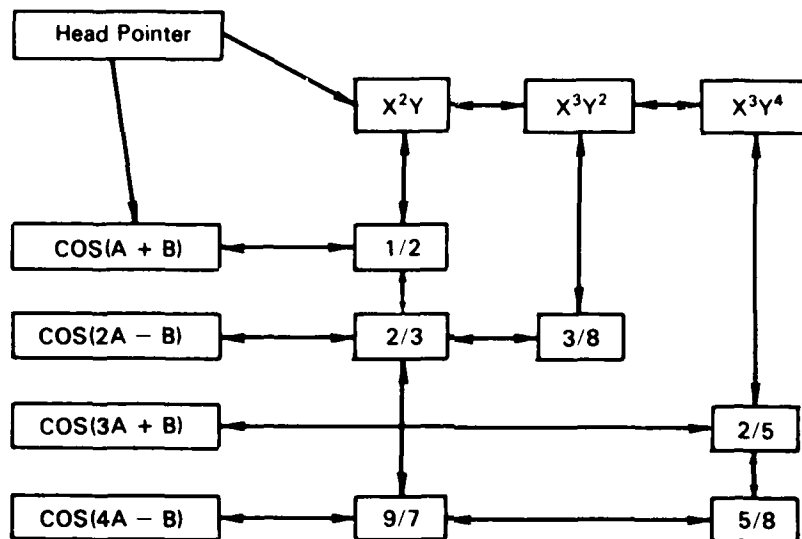 Head Pointer
X²Y
X³Y²
X³Y⁴
COS(A + B)
1/2
COS(2A − B)
2/3
3/8
COS(3A + B)
2/5
COS(4A − B)
9/7
5/8